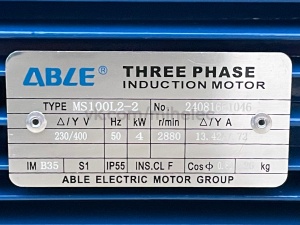 ABLE® THREE PHASE
INDUCTION MOTOR
TYPE MS100L2-2 No.
△/Y V Hz kW r/min △/Y A
230/400 50 4 2880 kg
IM B35 S1 IP55 INS.CL F CosΦ
ABLE ELECTRIC MOTOR GROUP